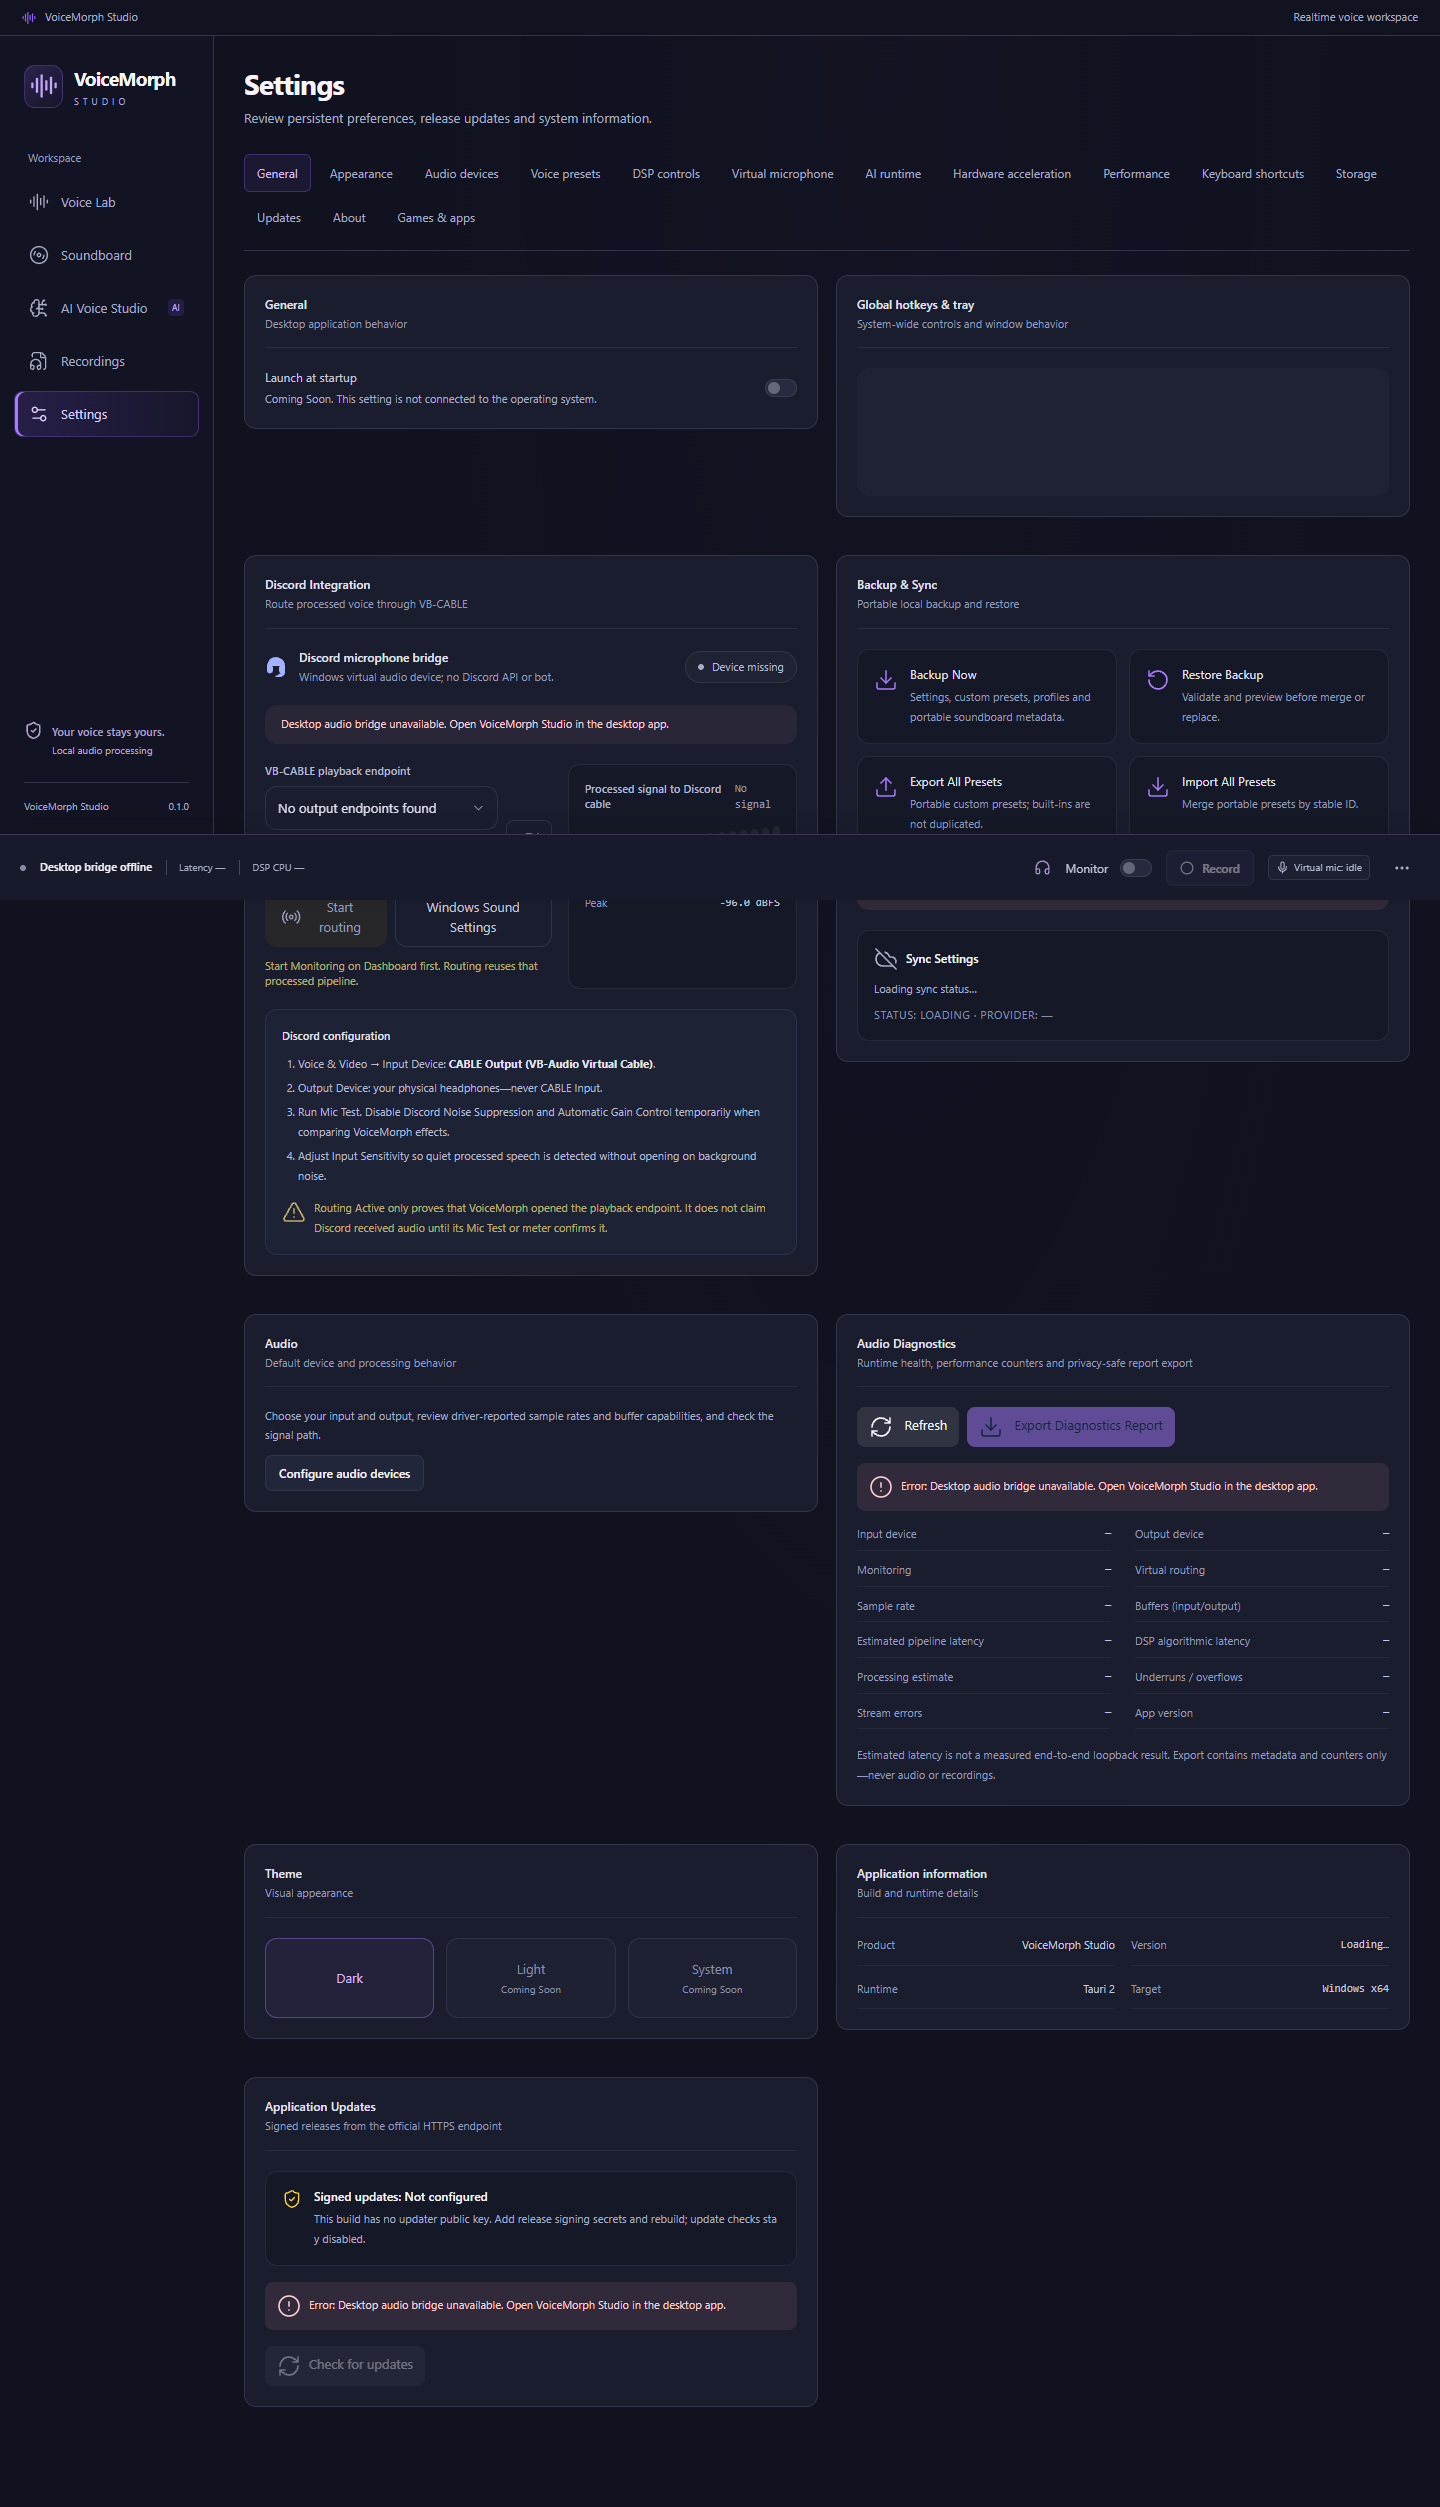 VoiceMorph Studio
Realtime voice workspace
VoiceMorph
STUDIO
Workspace
Voice Lab
Soundboard
AI Voice Studio
AI
Recordings
Settings
Your voice stays yours.
Local audio processing
VoiceMorph Studio
0.1.0
Settings
Review persistent preferences, release updates and system information.
General
Appearance
Audio devices
Voice presets
DSP controls
Virtual microphone
AI runtime
Hardware acceleration
Performance
Keyboard shortcuts
Storage
Updates
About
Games & apps
General
Desktop application behavior
Launch at startup
Coming Soon. This setting is not connected to the operating system.
Global hotkeys & tray
System-wide controls and window behavior
Discord Integration
Route processed voice through VB-CABLE
Discord microphone bridge
Windows virtual audio device; no Discord API or bot.
Device missing
Desktop audio bridge unavailable. Open VoiceMorph Studio in the desktop app.
VB-CABLE playback endpoint
No output endpoints found
Processed signal to Discord
cable
No
signal
Backup & Sync
Portable local backup and restore
Backup Now
Settings, custom presets, profiles and
portable soundboard metadata.
Restore Backup
Validate and preview before merge or
replace.
Export All Presets
Portable custom presets; built-ins are
not duplicated.
Import All Presets
Merge portable presets by stable ID.
Desktop bridge offline
Latency —
DSP CPU —
Monitor
Record
Virtual mic: idle
Start
routing
Windows Sound
Settings
Peak
-96.0 dBFS
Start Monitoring on Dashboard first. Routing reuses that
processed pipeline.
Sync Settings
Loading sync status...
STATUS: LOADING · PROVIDER: —
Discord configuration
1. Voice & Video → Input Device: CABLE Output (VB-Audio Virtual Cable).
2. Output Device: your physical headphones—never CABLE Input.
3. Run Mic Test. Disable Discord Noise Suppression and Automatic Gain Control temporarily when
comparing VoiceMorph effects.
4. Adjust Input Sensitivity so quiet processed speech is detected without opening on background
noise.
Routing Active only proves that VoiceMorph opened the playback endpoint. It does not claim
Discord received audio until its Mic Test or meter confirms it.
Audio
Default device and processing behavior
Choose your input and output, review driver-reported sample rates and buffer capabilities, and check the
signal path.
Configure audio devices
Audio Diagnostics
Runtime health, performance counters and privacy-safe report export
Refresh
Export Diagnostics Report
Error: Desktop audio bridge unavailable. Open VoiceMorph Studio in the desktop app.
Input device —
Output device —
Monitoring —
Virtual routing —
Sample rate —
Buffers (input/output) —
Estimated pipeline latency —
DSP algorithmic latency —
Processing estimate —
Underruns / overflows —
Stream errors —
App version —
Estimated latency is not a measured end-to-end loopback result. Export contains metadata and counters only
—never audio or recordings.
Theme
Visual appearance
Dark
Light
Coming Soon
System
Coming Soon
Application information
Build and runtime details
Product
VoiceMorph Studio
Version
Loading…
Runtime
Tauri 2
Target
Windows x64
Application Updates
Signed releases from the official HTTPS endpoint
Signed updates: Not configured
This build has no updater public key. Add release signing secrets and rebuild; update checks sta
y disabled.
Error: Desktop audio bridge unavailable. Open VoiceMorph Studio in the desktop app.
Check for updates